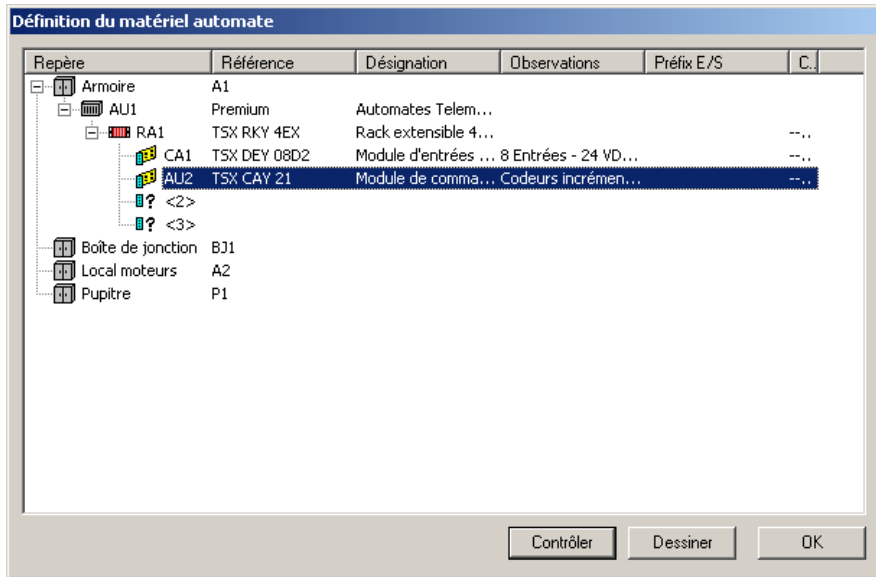 Définition du matériel automate
Repère Référence Désignation Observations Préfix E/S C..
Armoire A1
AU1 Premium Automates Telem...
RA1 TSX RKY 4EX Rack extensible 4... --..
CA1 TSX DEY 08D2 Module d'entrées ... 8 Entrées - 24 VD... --..
AU2 TSX CAY 21 Module de comma... Codeurs incrémen... --..
? <2>
? <3>
Boîte de jonction BJ1
Local moteurs A2
Pupitre P1
Contrôler Dessiner OK